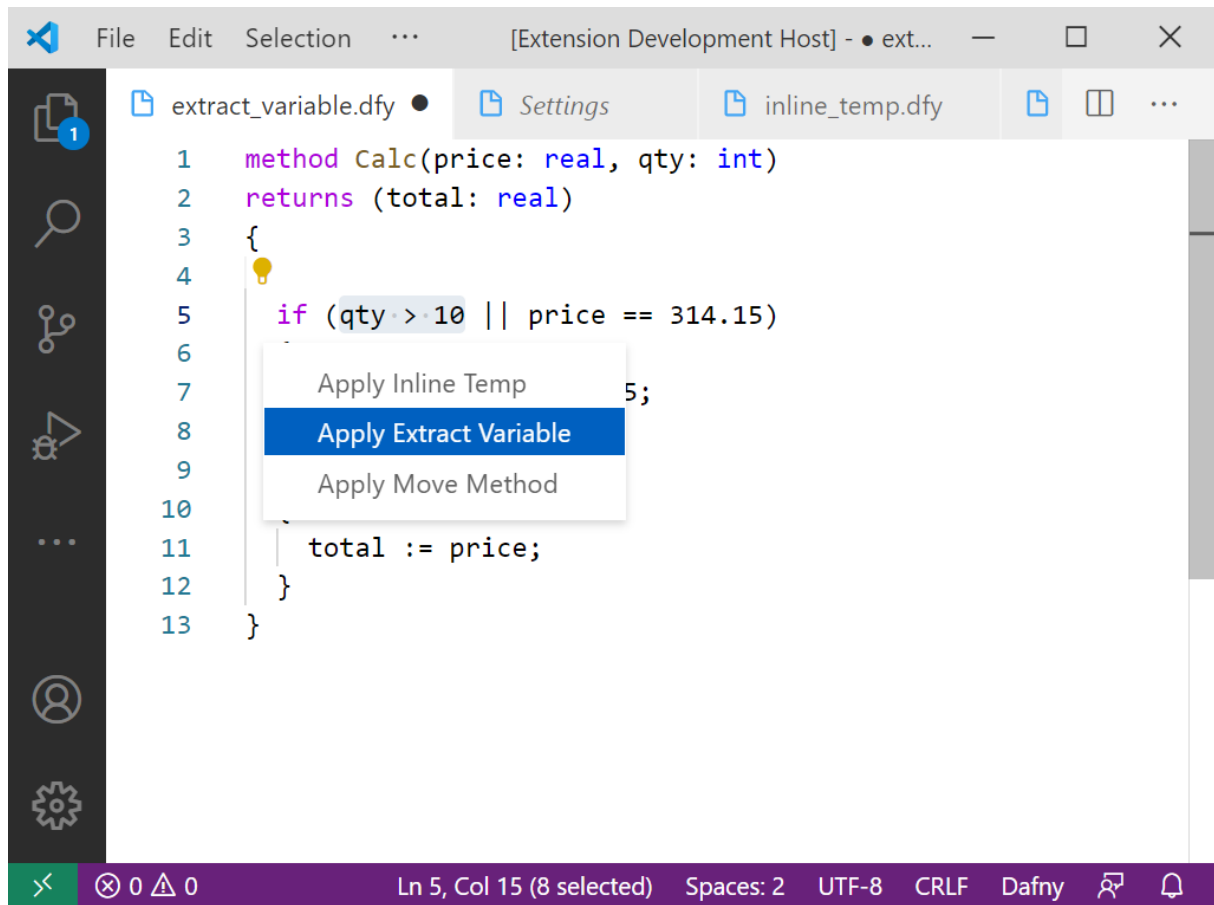 File Edit Selection ··· [Extension Development Host] - ● ext...
1
extract_variable.dfy ● Settings inline_temp.dfy ···
1 method Calc(price: real, qty: int)
2 returns (total: real)
3 {
4
5 if (qty > 10 || price == 314.15)
6
Apply Inline Temp
7 5;
8 Apply Extract Variable
9
Apply Move Method
10
11 total := price;
12 }
13 }
0 0 Ln 5, Col 15 (8 selected) Spaces: 2 UTF-8 CRLF Dafny